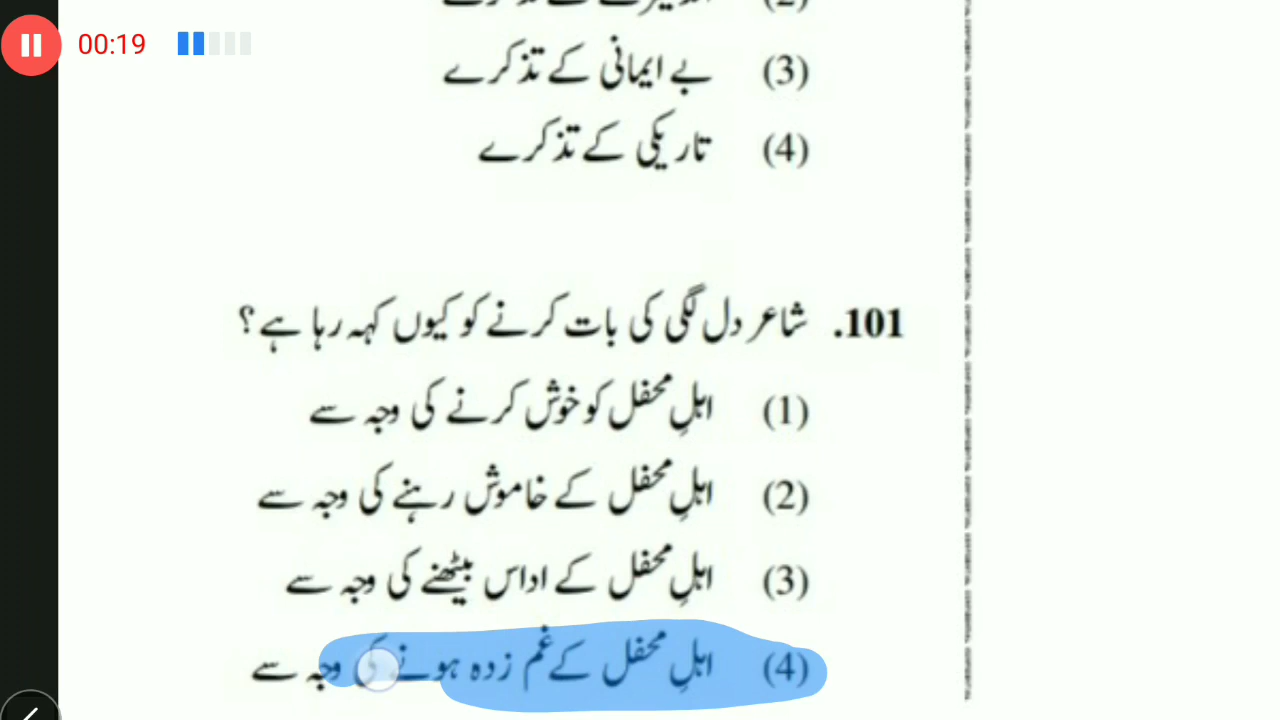 00:19
(2)
(3) بے ایمانی کے تذکرے
(4) تاریکی کے تذکرے
101. شاعر دل لگی کی بات کرنے کو کیوں کہہ رہا ہے؟
(1) اہلِ محفل کو خوش کرنے کی وجہ سے
(2) اہلِ محفل کے خاموش رہنے کی وجہ سے
(3) اہلِ محفل کے اداس بیٹھنے کی وجہ سے
(4) اہلِ محفل کے غم زدہ ہونے کی وجہ سے